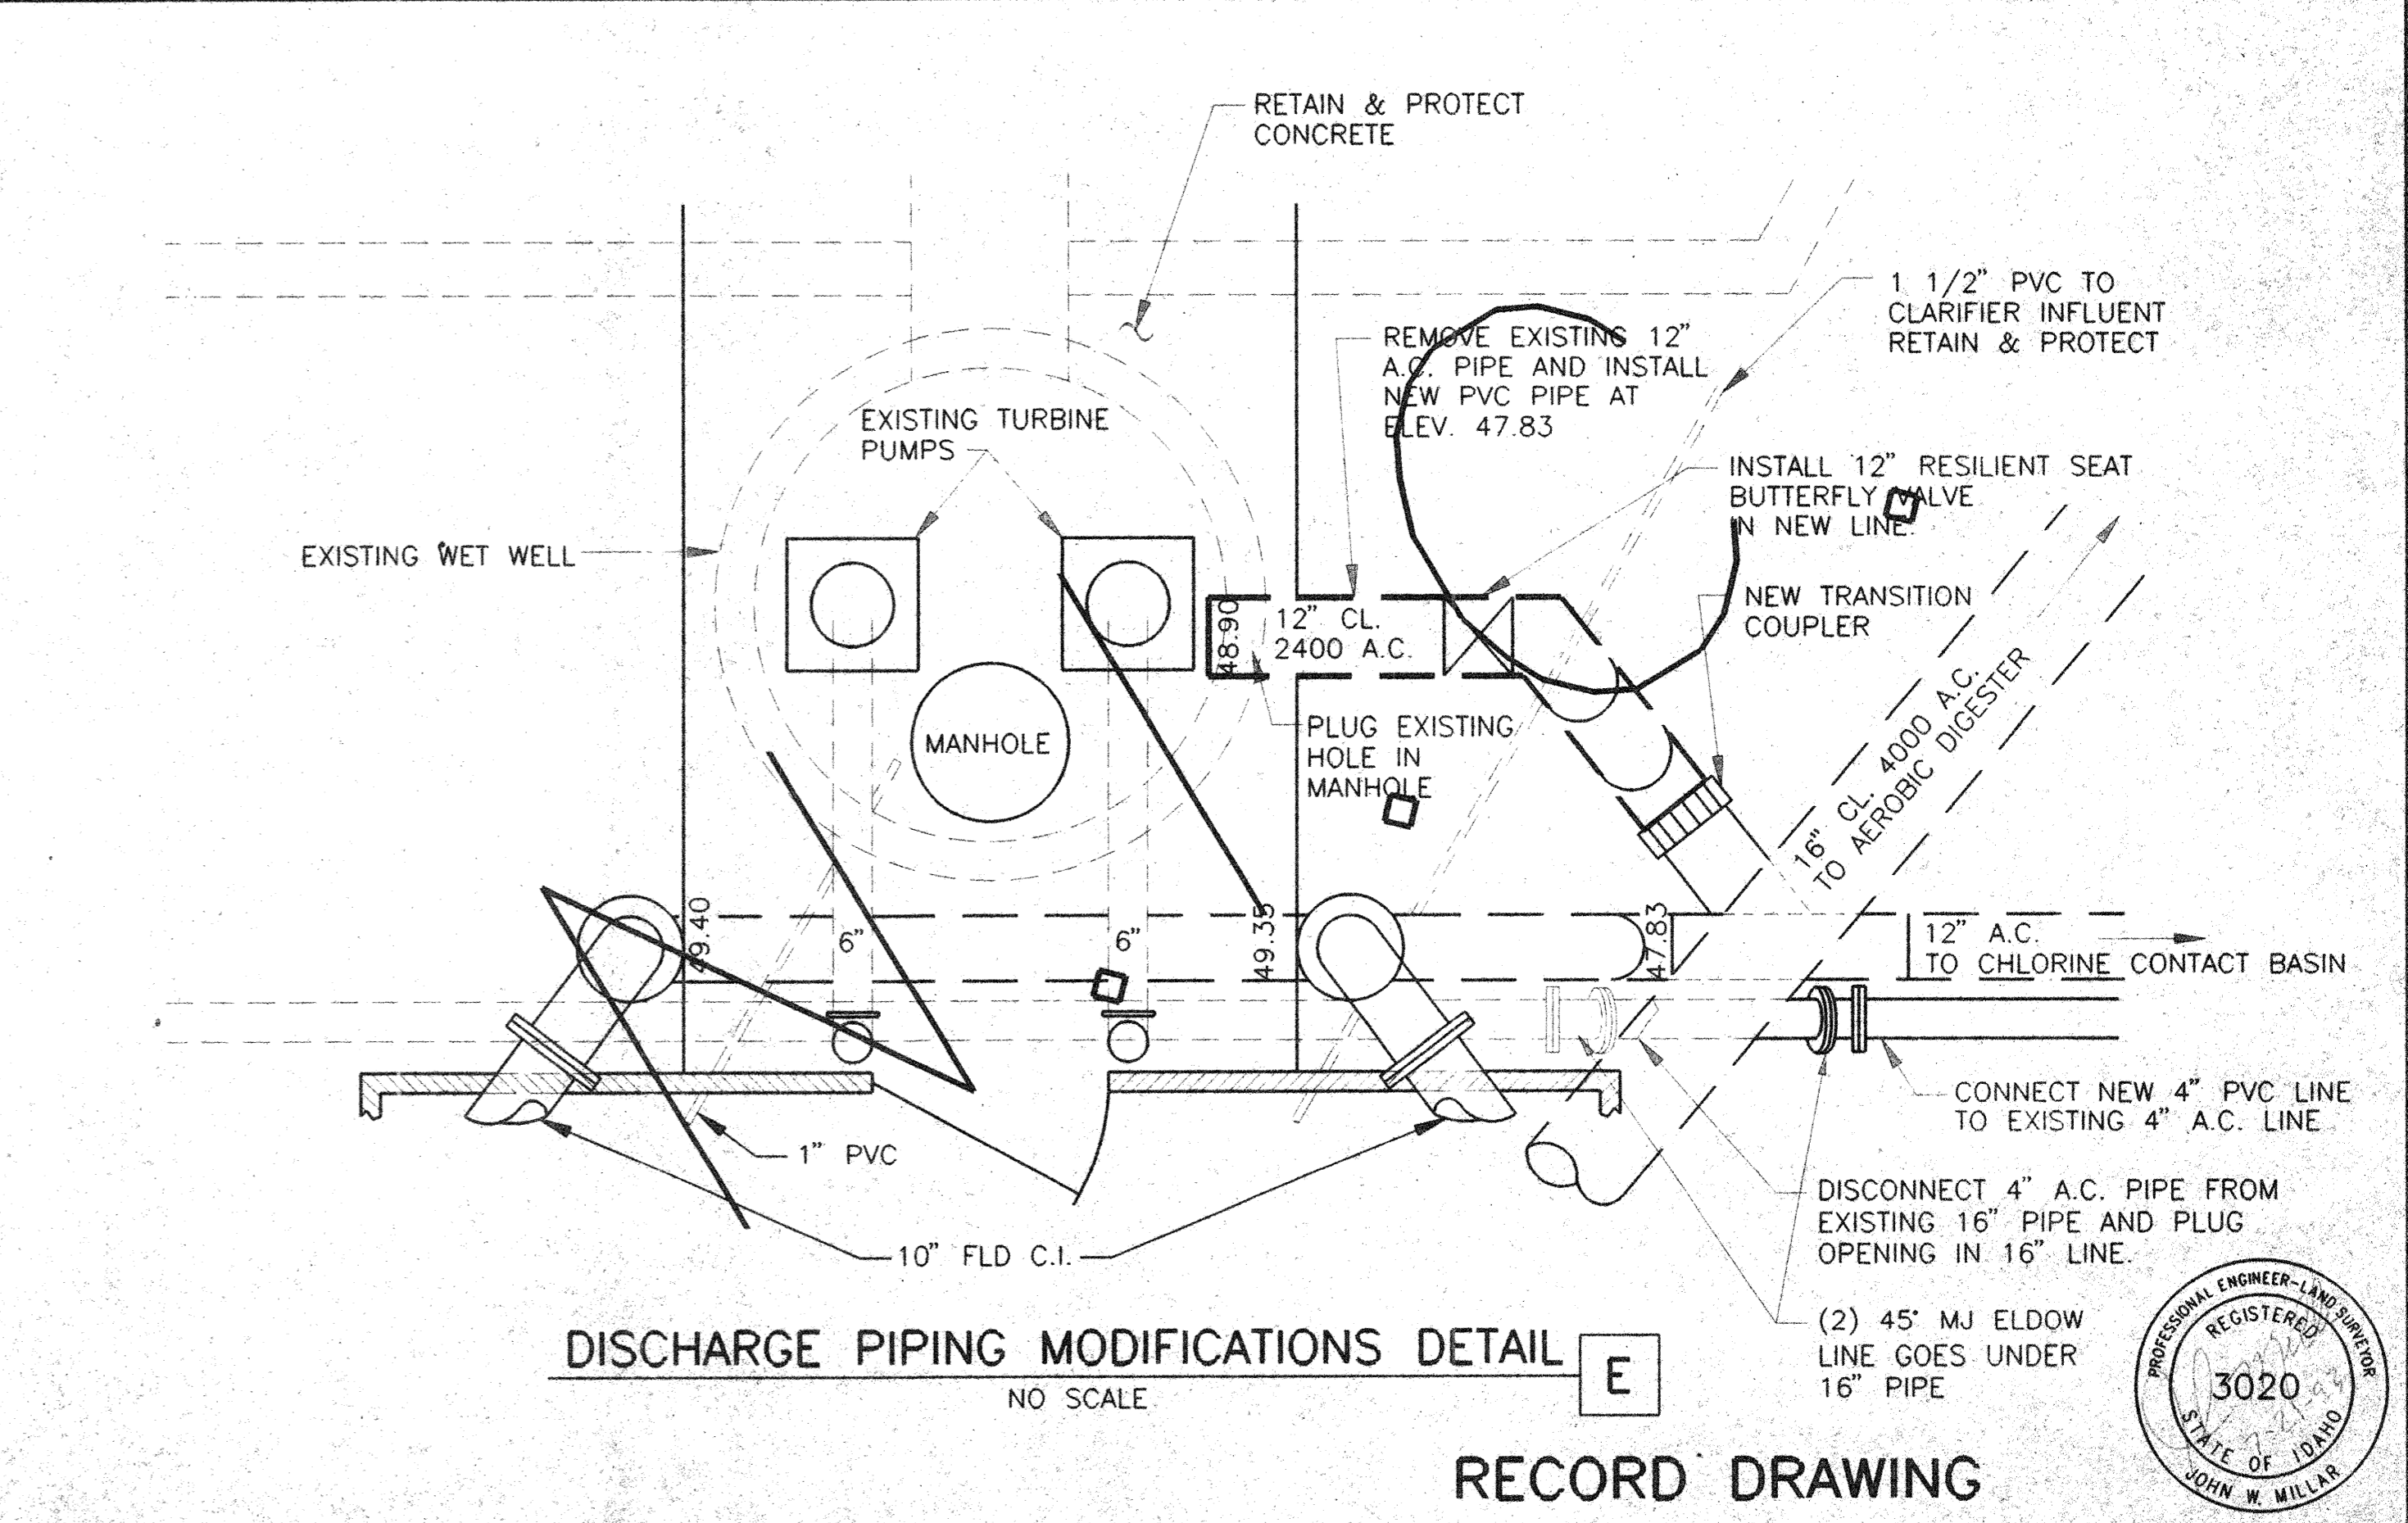 RETAIN & PROTECT
CONCRETE
1 1/2" PVC TO
CLARIFIER INFLUENT
RETAIN & PROTECT
REMOVE EXISTING 12"
A.C. PIPE AND INSTALL
NEW PVC PIPE AT
ELEV. 47.83
EXISTING TURBINE
PUMPS
INSTALL 12" RESILIENT SEAT
BUTTERFLY VALVE
IN NEW LINE.
EXISTING WET WELL
NEW TRANSITION
COUPLER
48.90
12" CL.
2400 A.C.
PLUG EXISTING
HOLE IN
MANHOLE
MANHOLE
16" CL. 4000 A.C.
TO AEROBIC DIGESTER
49.40
6"
6"
49.35
47.83
12" A.C.
TO CHLORINE CONTACT BASIN
CONNECT NEW 4" PVC LINE
TO EXISTING 4" A.C. LINE
1" PVC
DISCONNECT 4" A.C. PIPE FROM
EXISTING 16" PIPE AND PLUG
OPENING IN 16" LINE.
10" FLD C.I.
(2) 45° MJ ELDOW
LINE GOES UNDER
16" PIPE
DISCHARGE PIPING MODIFICATIONS DETAIL
E
NO SCALE
PROFESSIONAL ENGINEER-LAND SURVEYOR
REGISTERED
3020
STATE OF IDAHO
JOHN W. MILLAR
RECORD DRAWING